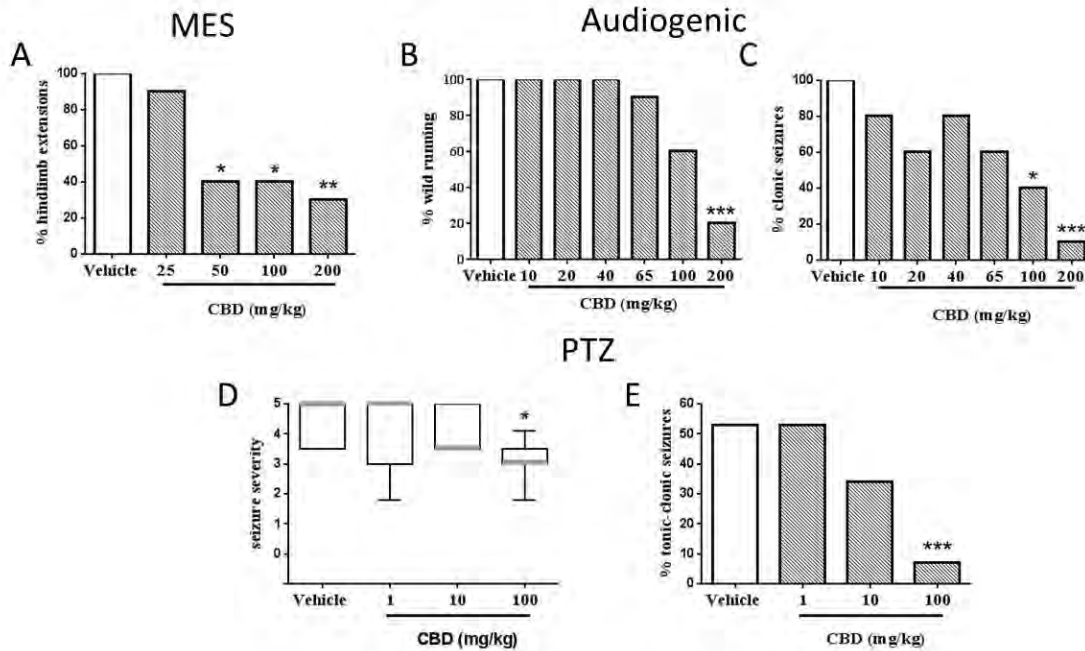 MES
Audiogenic
A
B
C
% hindlimb extensions
100
80
60
40
20
0
* * **
Vehicle 25 50 100 200
CBD (mg/kg)
% wild running
100
80
60
40
20
0
***
Vehicle 10 20 40 65 100 200
CBD (mg/kg)
% clonic seizures
100
80
60
40
20
0
*
***
Vehicle 10 20 40 65 100 200
CBD (mg/kg)
PTZ
D
E
seizure severity
5
4
3
2
1
0
*
Vehicle 1 10 100
CBD (mg/kg)
% tonic-clonic seizures
60
50
40
30
20
10
0
***
Vehicle 1 10 100
CBD (mg/kg)